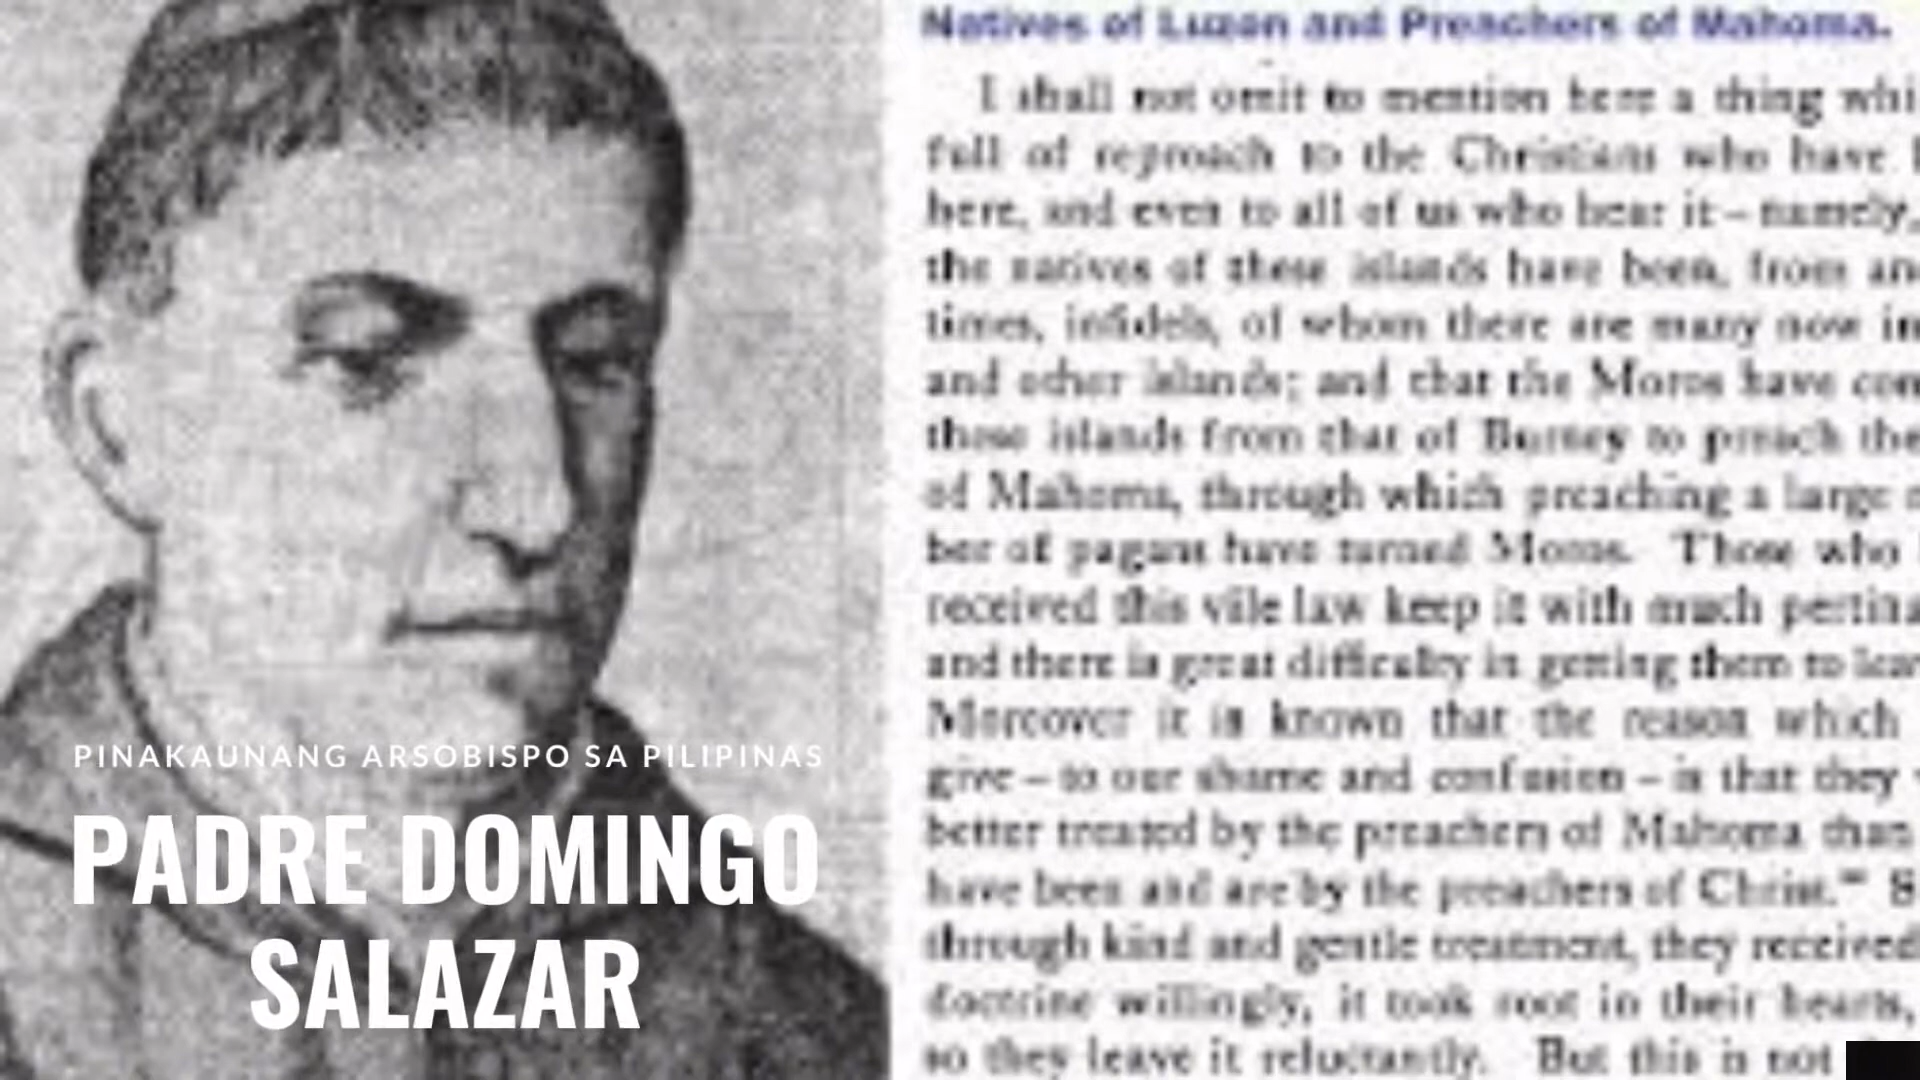 PINAKAUNANG ARSOBISPO SA PILIPINAS
PADRE DOMINGO
SALAZAR
Natives of Luzon and Preachers of Mahoma.
I shall not omit to mention here a thing whi
full of reproach to the Christians who have
here, and even to all of us who hear it – namely,
the natives of these islands have been, from an
times, infidels, of whom there are many now in
and other islands; and that the Moros have com
these islands from that of Burney to preach the
of Mahoma, through which preaching a large
ber of pagans have turned Moros. Those who
received this vile law keep it with much pertina
and there is great difficulty in getting them to lea
Moreover it is known that the reason which
give – to our shame and confusion – is that they
better treated by the preachers of Mahoma than
have been and are by the preachers of Christ. S
through kind and gentle treatment, they received
doctrine willingly, it took root in their hearts,
so they leave it reluctantly. But this is not